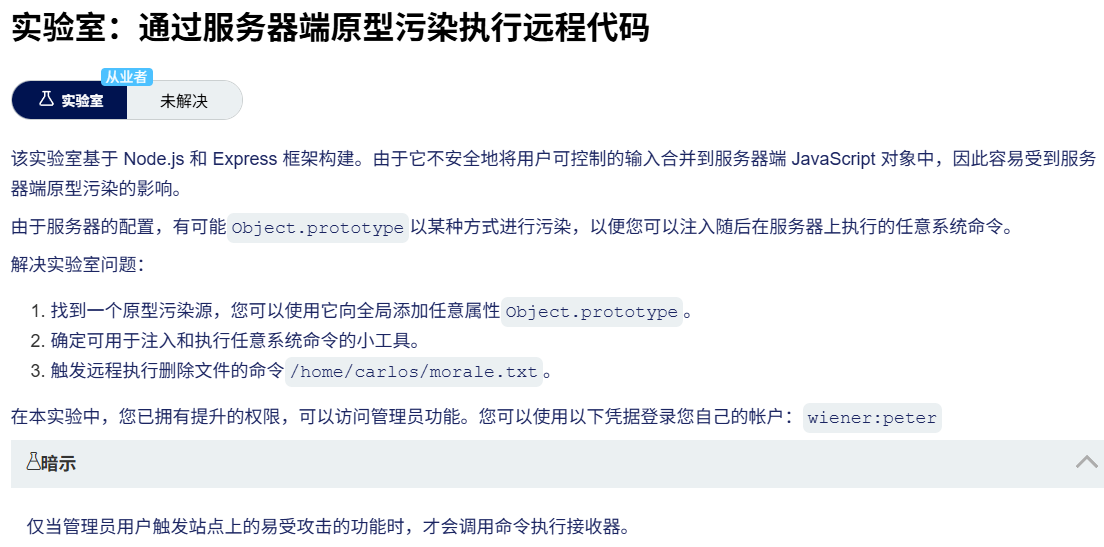 实验室：通过服务器端原型污染执行远程代码
从业者
实验室 未解决
该实验室基于 Node.js 和 Express 框架构建。由于它不安全地将用户可控制的输入合并到服务器端 JavaScript 对象中，因此容易受到服务
器端原型污染的影响。
由于服务器的配置，有可能 Object.prototype 以某种方式进行污染，以便您可以注入随后在服务器上执行的任意系统命令。
解决实验室问题：
1. 找到一个原型污染源，您可以使用它向全局添加任意属性 Object.prototype 。
2. 确定可用于注入和执行任意系统命令的小工具。
3. 触发远程执行删除文件的命令 /home/carlos/morale.txt 。
在本实验中，您已拥有提升的权限，可以访问管理员功能。您可以使用以下凭据登录您自己的帐户： wiener:peter
暗示
仅当管理员用户触发站点上的易受攻击的功能时，才会调用命令执行接收器。